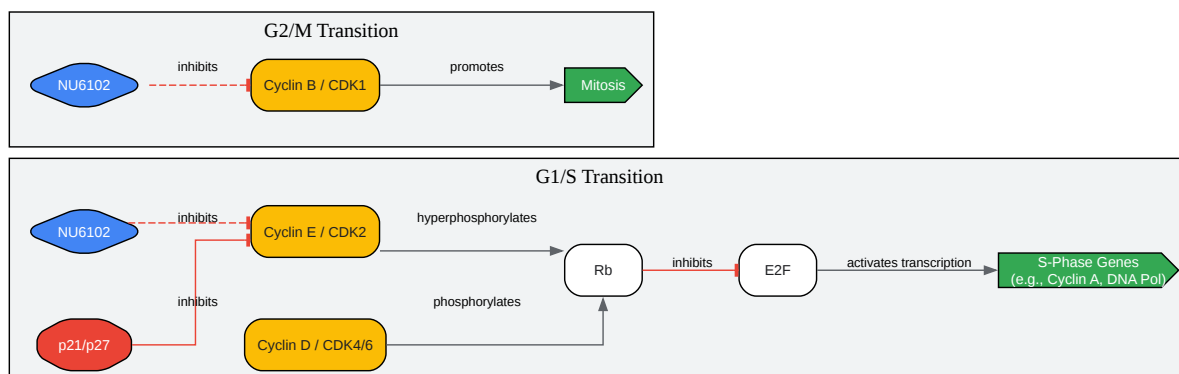 G2/M Transition
inhibits
promotes
NU6102
Cyclin B / CDK1
Mitosis
G1/S Transition
inhibits
hyperphosphorylates
NU6102
Cyclin E / CDK2
inhibits
activates transcription
S-Phase Genes
(e.g., Cyclin A, DNA Pol)
Rb
E2F
inhibits
phosphorylates
p21/p27
Cyclin D / CDK4/6